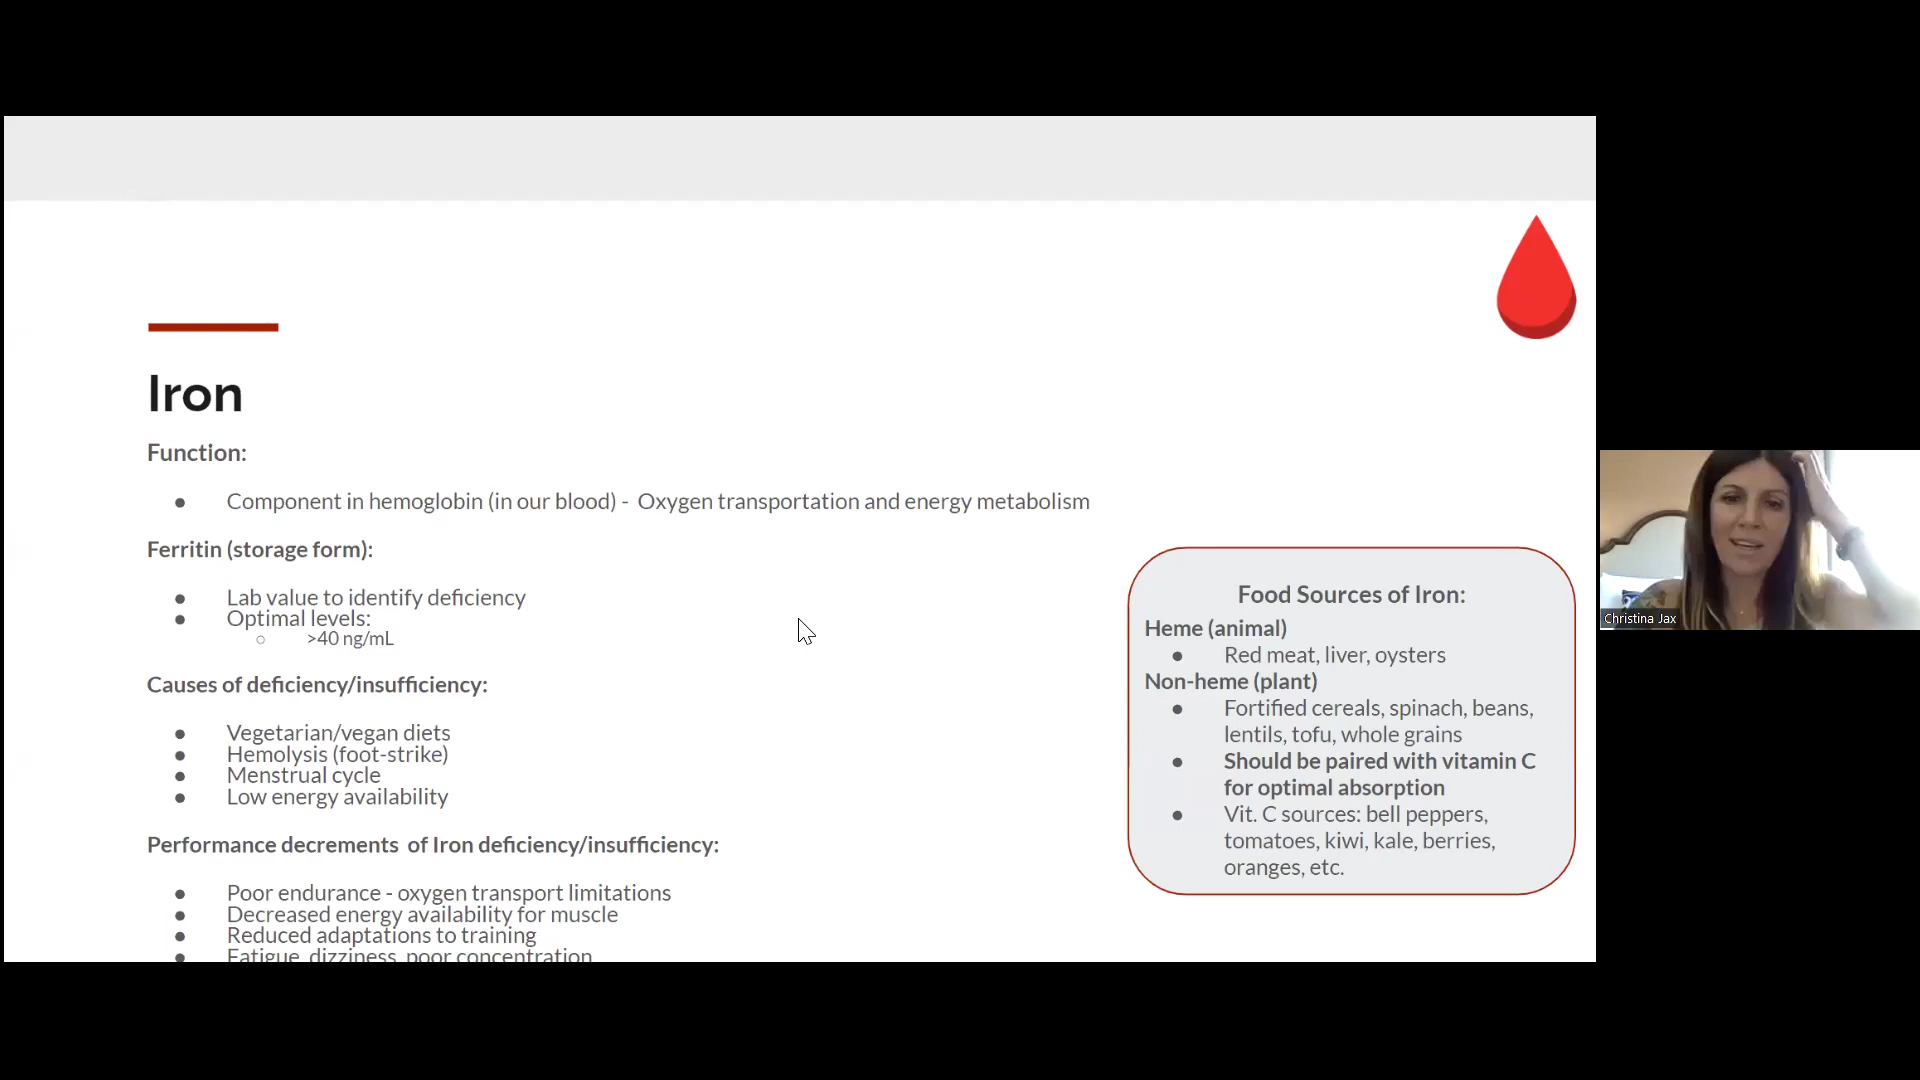 Iron
Function:
● Component in hemoglobin (in our blood) - Oxygen transportation and energy metabolism
Ferritin (storage form):
● Lab value to identify deficiency
● Optimal levels:
○ >40 ng/mL
Causes of deficiency/insufficiency:
● Vegetarian/vegan diets
● Hemolysis (foot-strike)
● Menstrual cycle
● Low energy availability
Performance decrements of Iron deficiency/insufficiency:
● Poor endurance - oxygen transport limitations
● Decreased energy availability for muscle
● Reduced adaptations to training
● Fatigue, dizziness, poor concentration
Food Sources of Iron:
Heme (animal)
● Red meat, liver, oysters
Non-heme (plant)
● Fortified cereals, spinach, beans,
lentils, tofu, whole grains
● Should be paired with vitamin C
for optimal absorption
● Vit. C sources: bell peppers,
tomatoes, kiwi, kale, berries,
oranges, etc.
Christina Jax